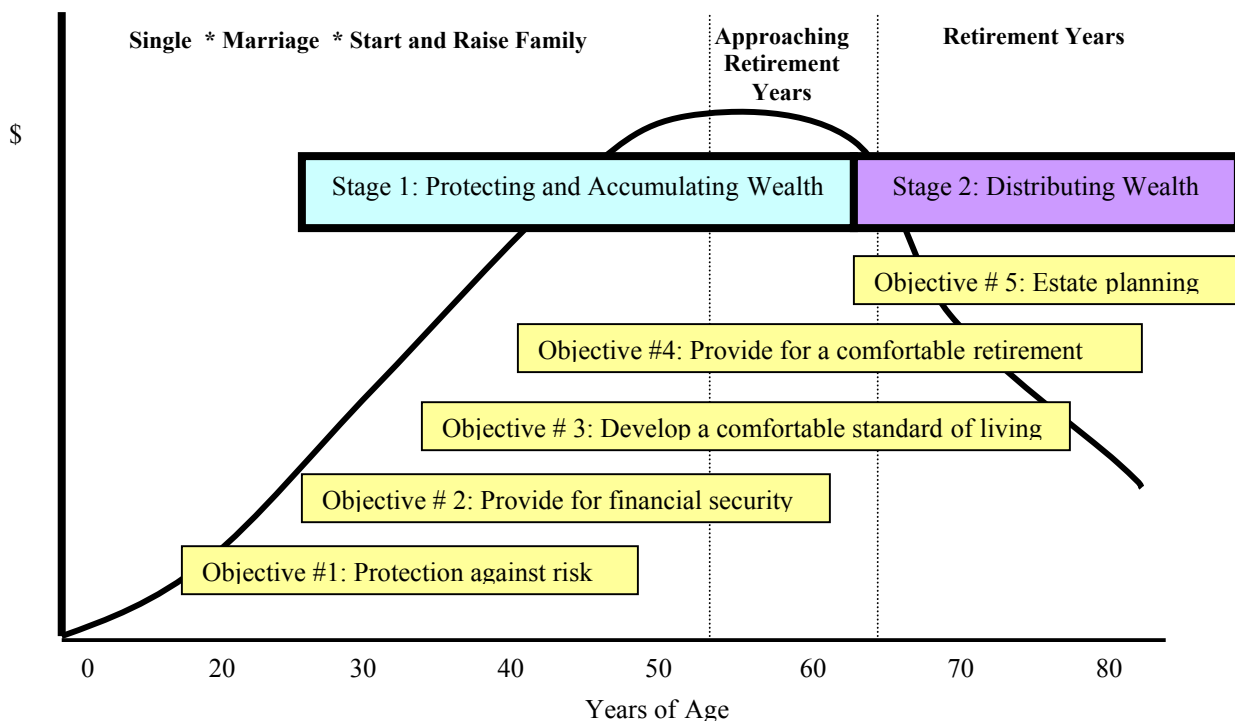 Single * Marriage * Start and Raise Family
Approaching
Retirement
Years
Retirement Years
$
Stage 1: Protecting and Accumulating Wealth
Stage 2: Distributing Wealth
Objective # 5: Estate planning
Objective #4: Provide for a comfortable retirement
Objective # 3: Develop a comfortable standard of living
Objective # 2: Provide for financial security
Objective #1: Protection against risk
0 20 30 40 50 60 70 80
Years of Age